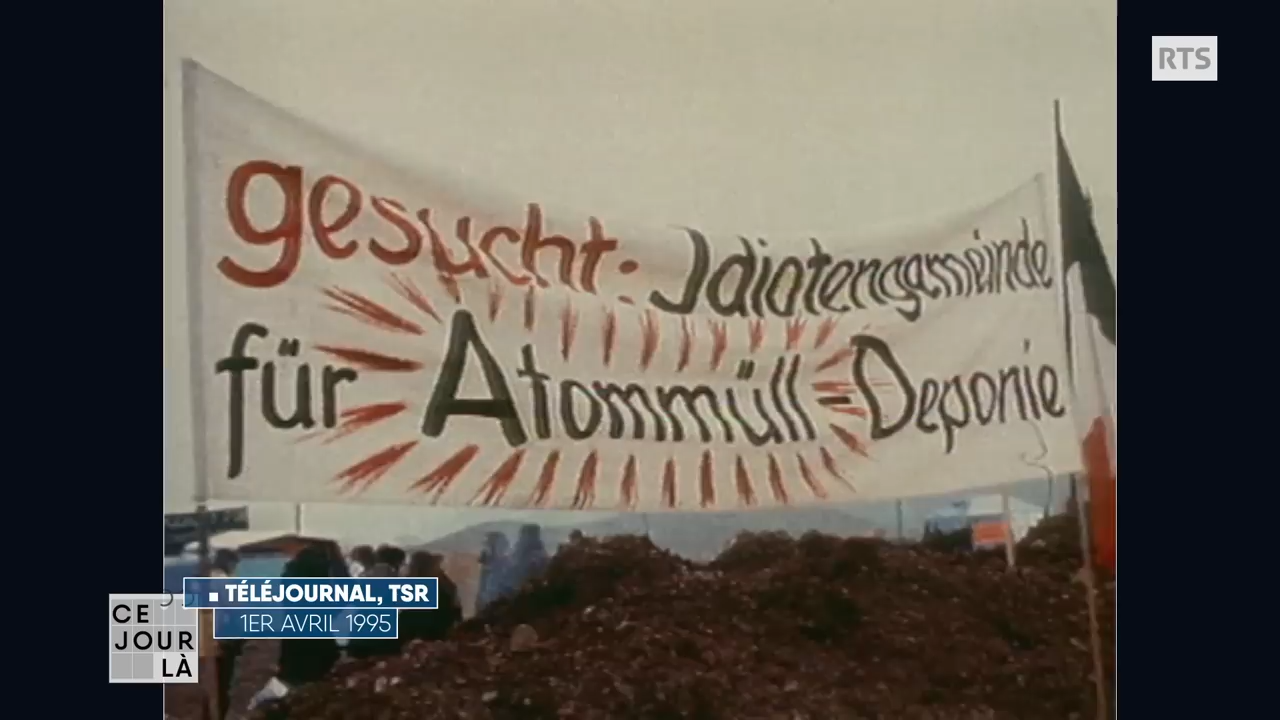 RTS
gesucht: Idiotengemeinde
für Atommüll-Deponie
TÉLÉJOURNAL, TSR
1ER AVRIL 1995
CE
JOUR
LÀ